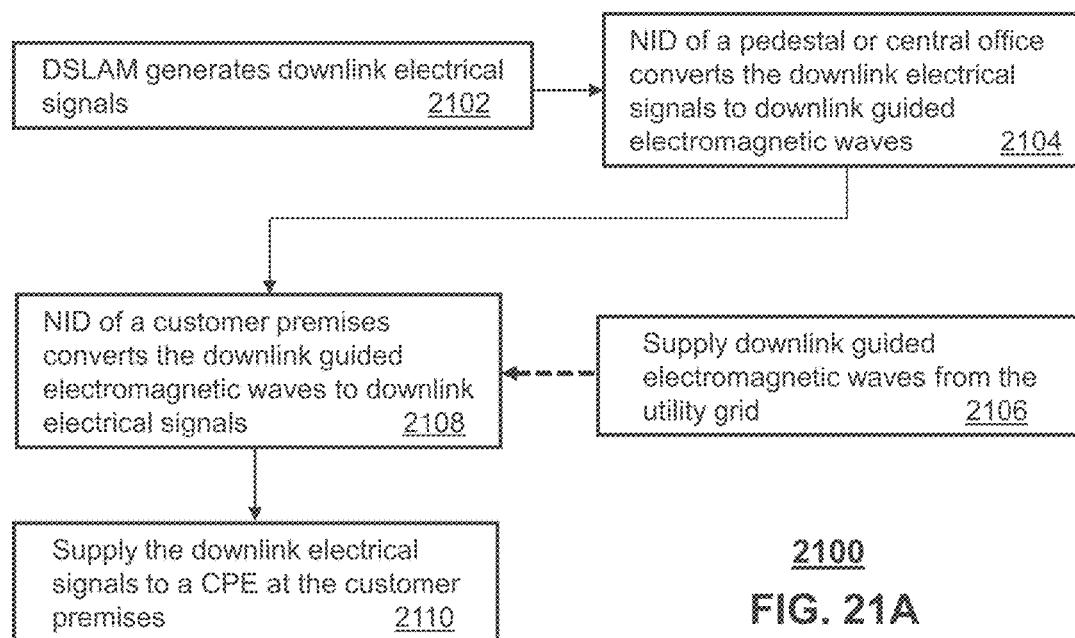 DSLAM generates downlink electrical
signals 2102
NID of a pedestal or central office
converts the downlink electrical
signals to downlink guided
electromagnetic waves 2104
NID of a customer premises
converts the downlink guided
electromagnetic waves to downlink
electrical signals 2108
Supply downlink guided
electromagnetic waves from the
utility grid 2106
Supply the downlink electrical
signals to a CPE at the customer
premises 2110
2100
FIG. 21A